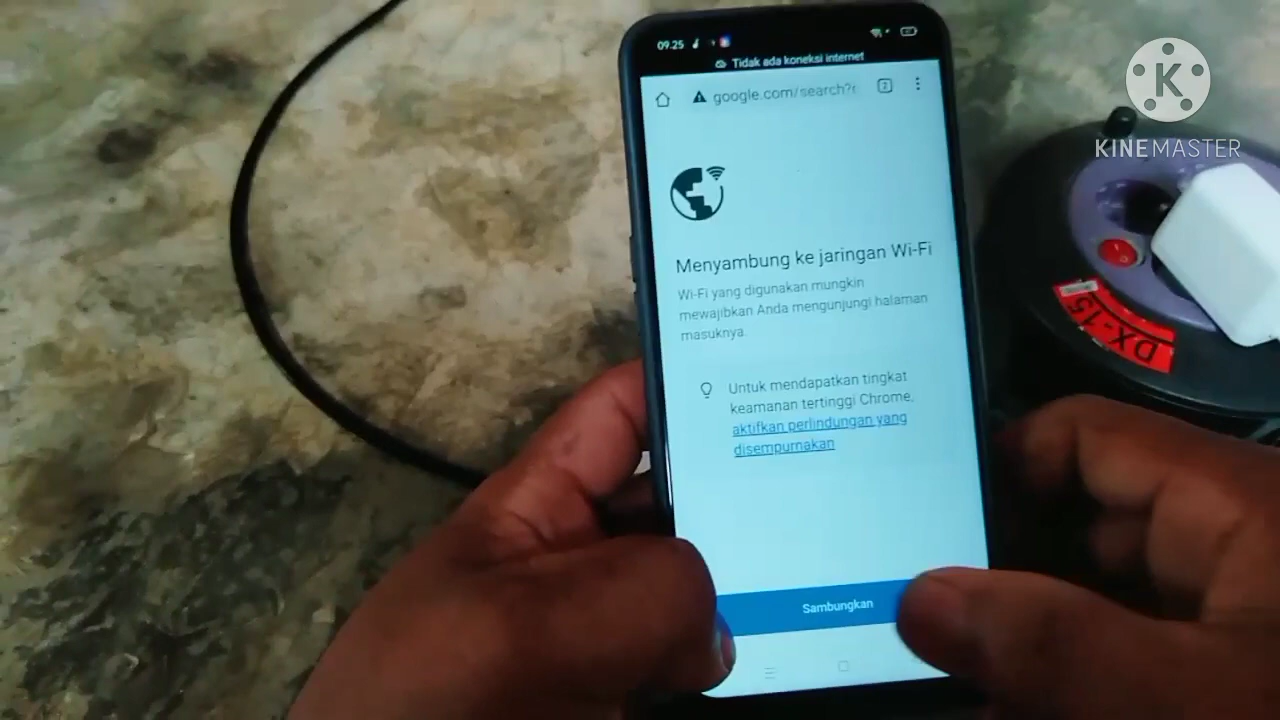 09.25
Tidak ada koneksi internet
google.com/search?r
2
Menyambung ke jaringan Wi-Fi
Wi-Fi yang digunakan mungkin
mewajibkan Anda mengunjungi halaman
masuknya.
Untuk mendapatkan tingkat
keamanan tertinggi Chrome,
aktifkan perlindungan yang
disempurnakan
Sambungkan
K
KINEMASTER
DX-15